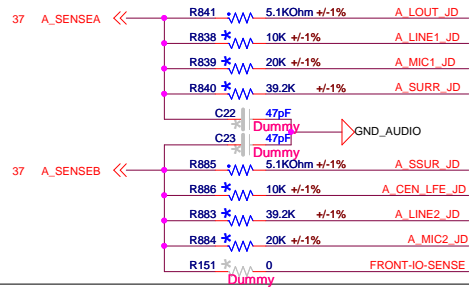 R841 5.1KOhm +/-1% A_LOUT_JD
37 A_SENSEA
R838 * 10K +/-1% A_LINE1_JD
R839 * 20K +/-1% A_MIC1_JD
R840 * 39.2K +/-1% A_SURR_JD
C22 * 47pF
Dummy
GND_AUDIO
C23 * 47pF
Dummy
R885 5.1KOhm +/-1% A_SSUR_JD
37 A_SENSEB
R886 * 10K +/-1% A_CEN_LFE_JD
R883 * 39.2K +/-1% A_LINE2_JD
R884 * 20K +/-1% A_MIC2_JD
R151 * 0 FRONT-IO-SENSE
Dummy